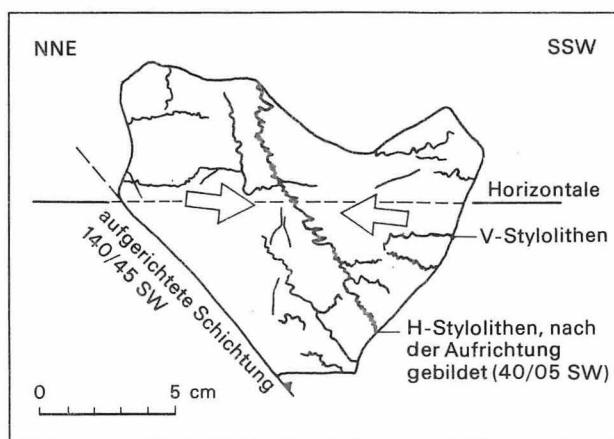 NNE
SSW
Horizontale
V-Stylolithen
aufgerichtete Schichtung
140/45 SW
H-Stylolithen, nach
der Aufrichtung
gebildet (40/05 SW)
0 5 cm